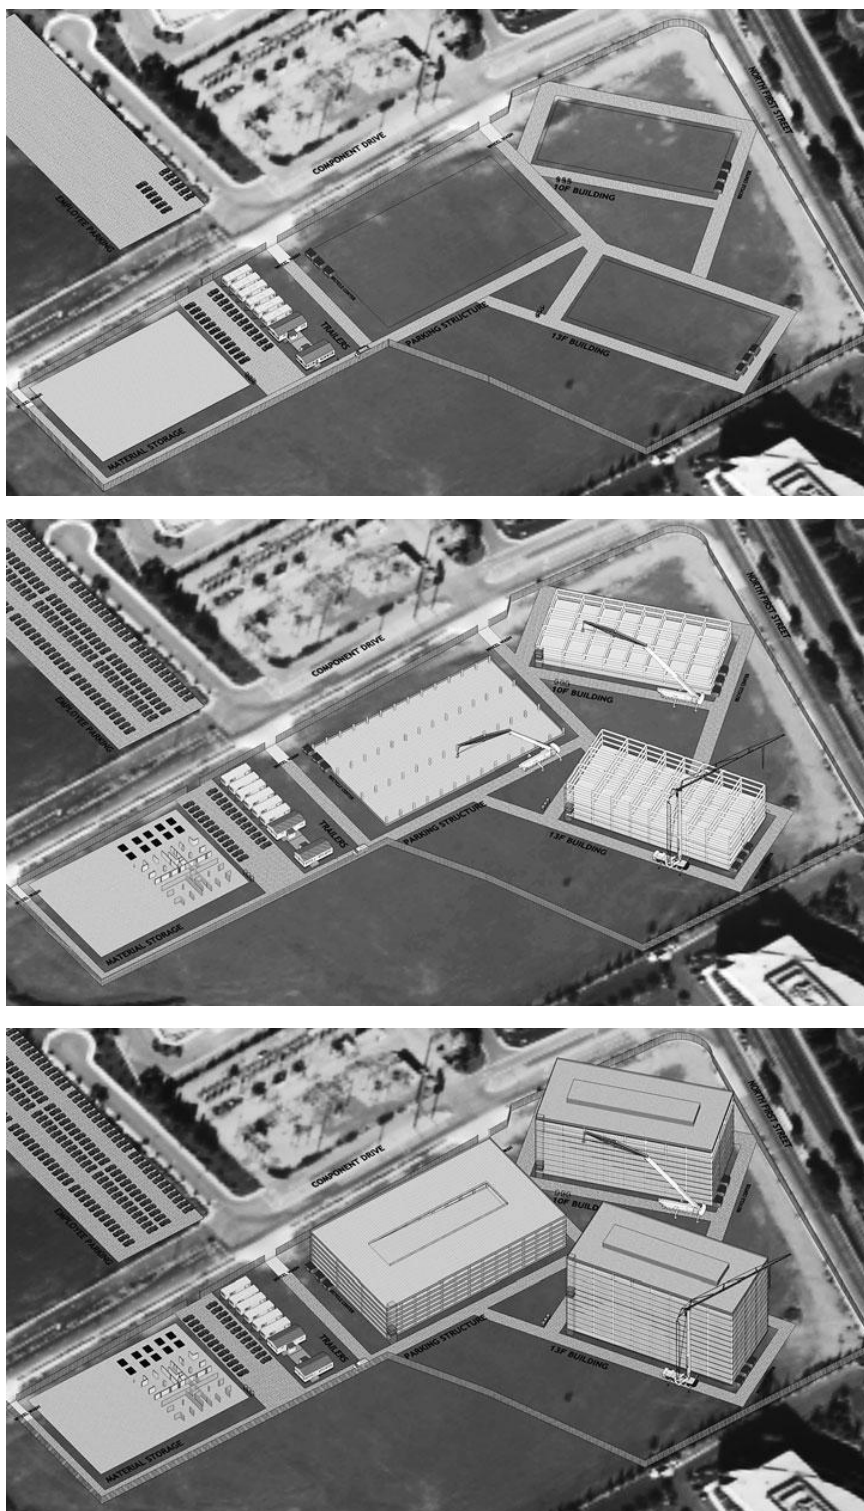 NORTH FIRST STREET
COMPONENT DRIVE
10F BUILDING
EMPLOYEE PARKING
TRAILERS
PARKING STRUCTURE
13F BUILDING
MATERIAL STORAGE
NORTH FIRST STREET
COMPONENT DRIVE
10F BUILDING
EMPLOYEE PARKING
TRAILERS
PARKING STRUCTURE
13F BUILDING
MATERIAL STORAGE
NORTH FIRST STREET
COMPONENT DRIVE
10F BUILD
EMPLOYEE PARKING
TRAILERS
PARKING STRUCTURE
13F BUILDING
MATERIAL STORAGE